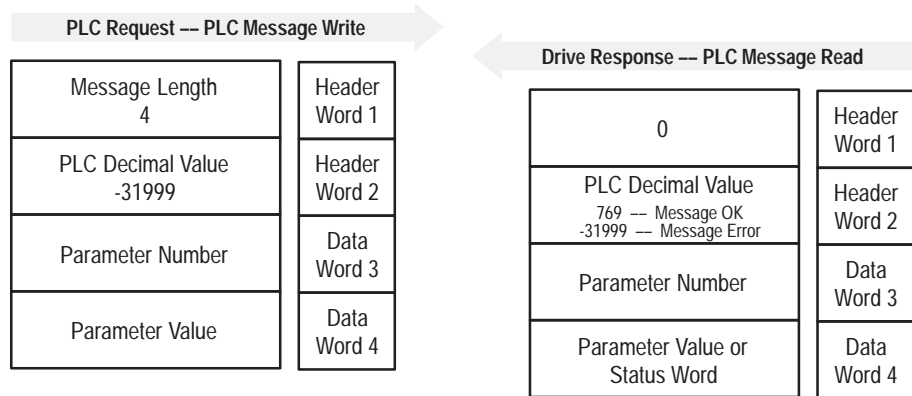 PLC Request –– PLC Message Write
Message Length
4
Header
Word 1
PLC Decimal Value
-31999
Header
Word 2
Parameter Number
Data
Word 3
Parameter Value
Data
Word 4
Drive Response –– PLC Message Read
0
Header
Word 1
PLC Decimal Value
769 –– Message OK
-31999 –– Message Error
Header
Word 2
Parameter Number
Data
Word 3
Parameter Value or
Status Word
Data
Word 4